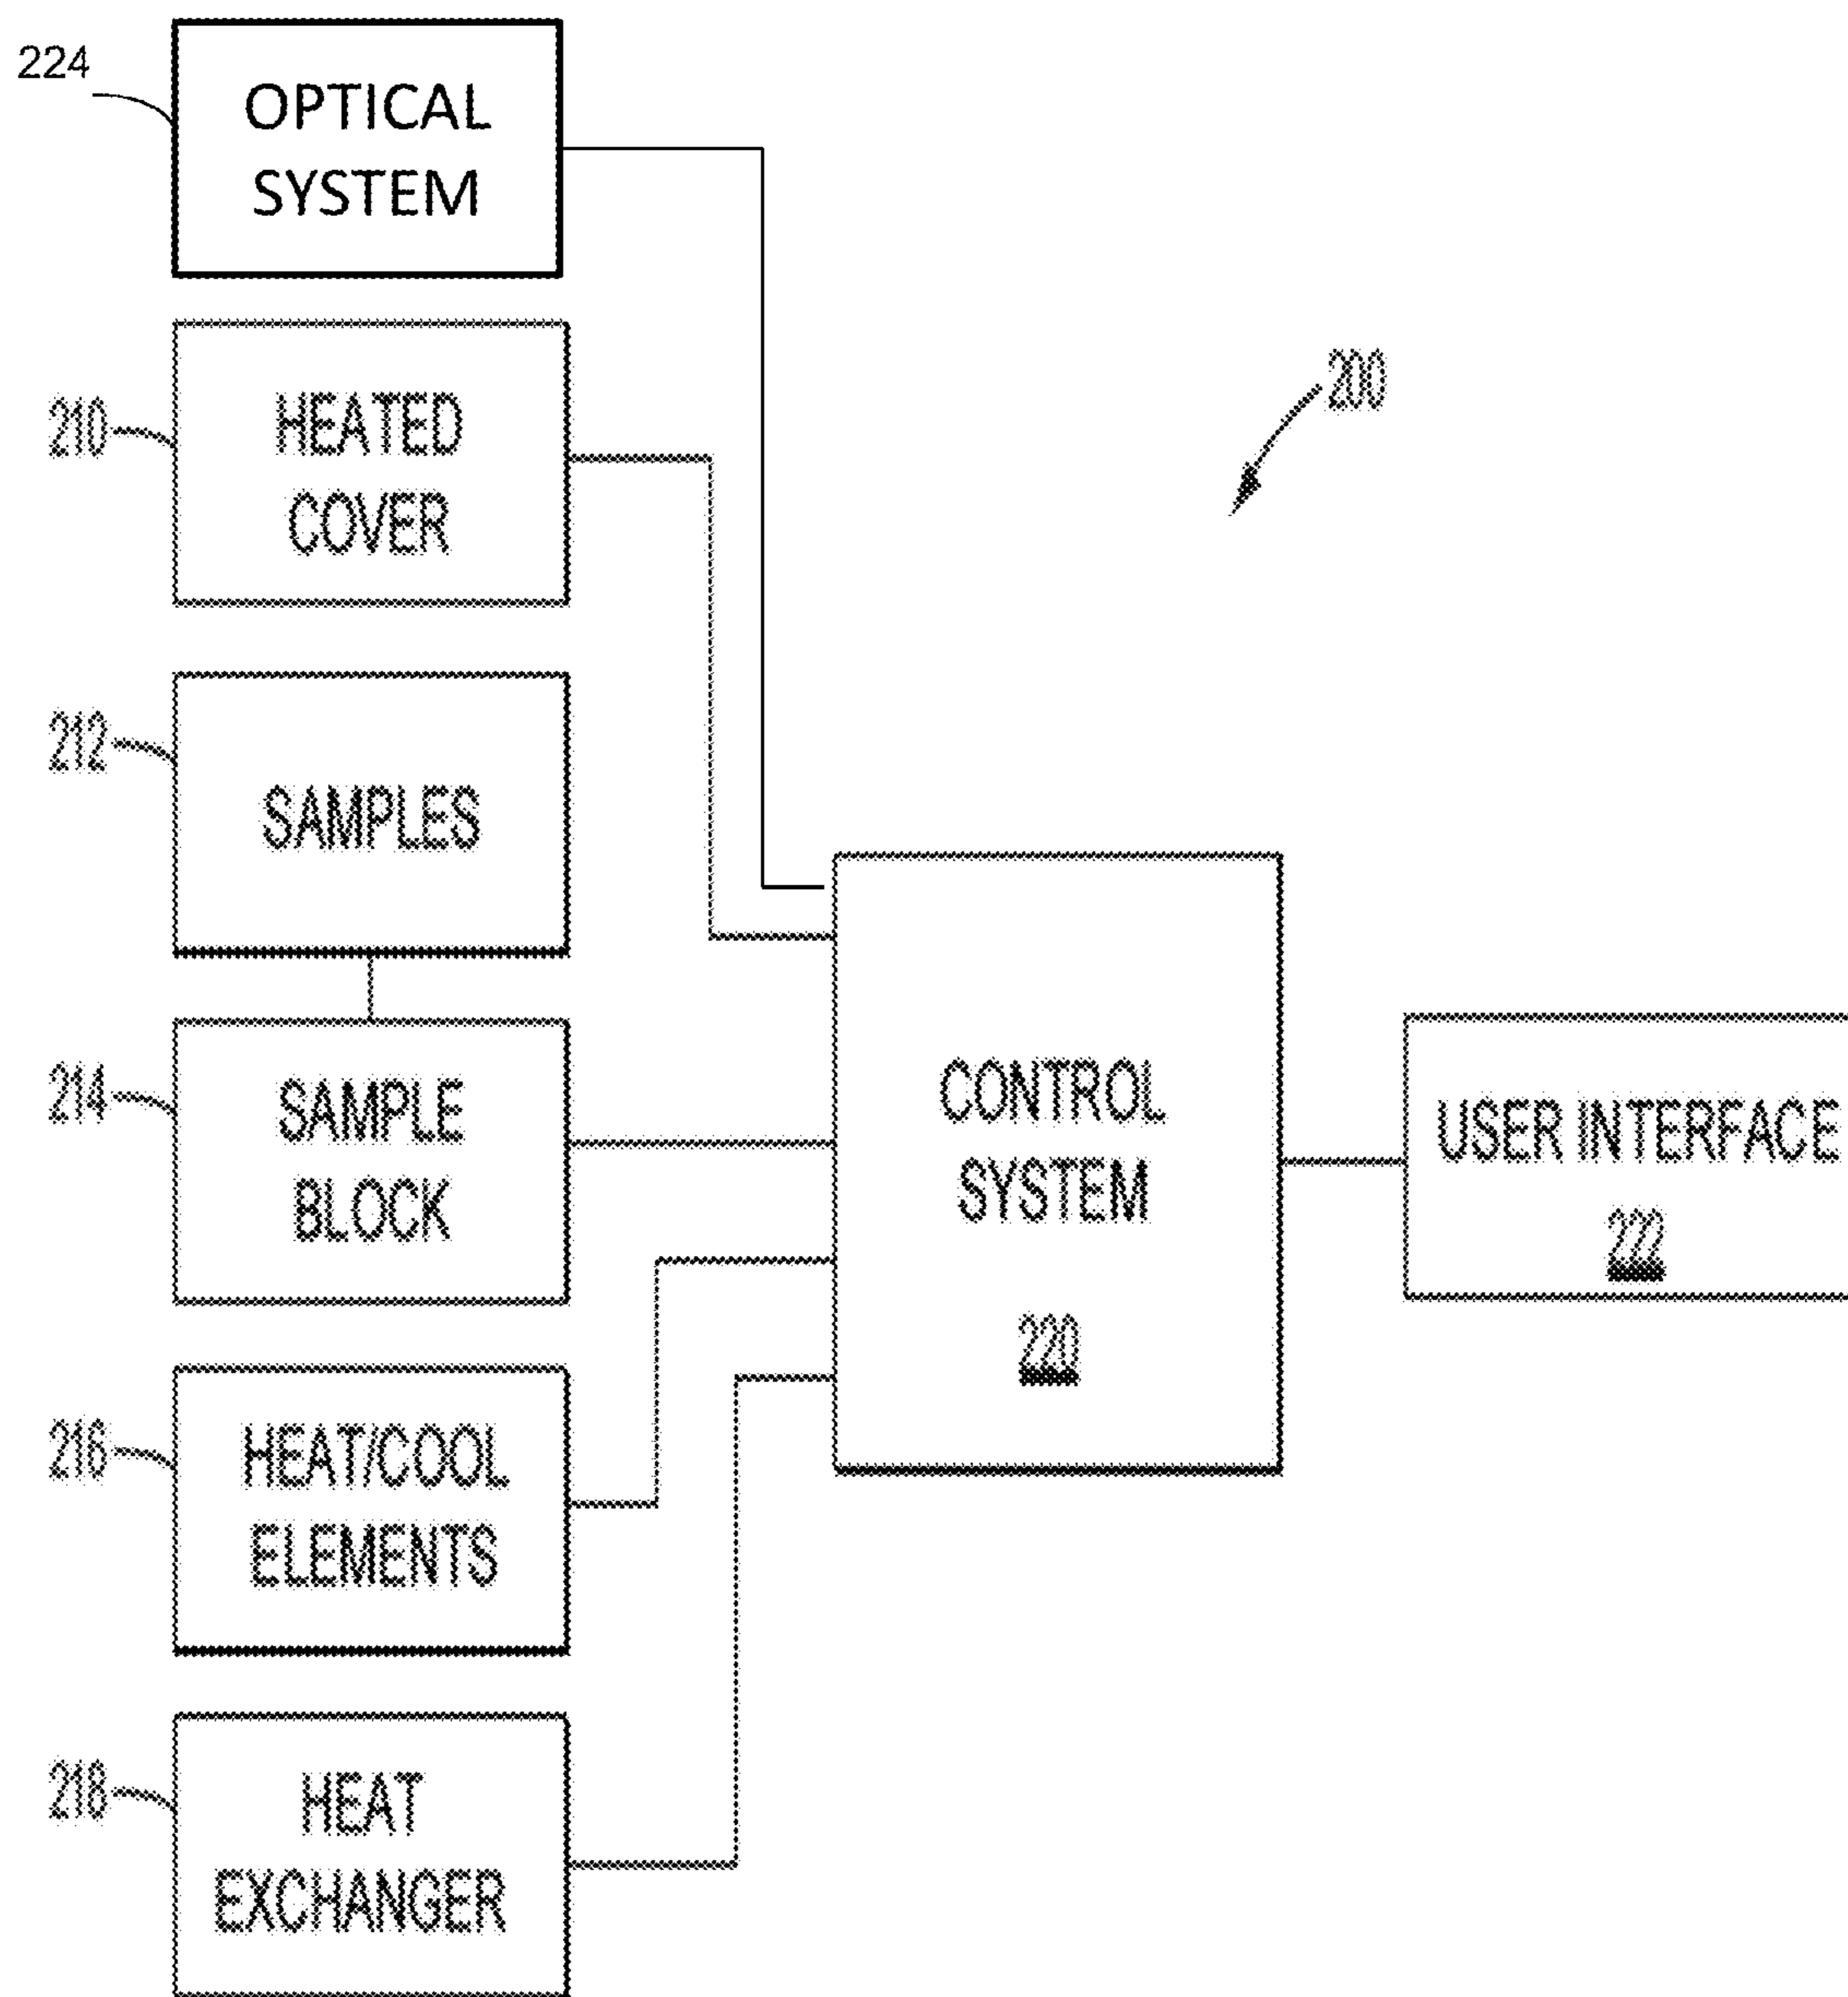 224
OPTICAL
SYSTEM
210
HEATED
COVER
200
212
SAMPLES
214
SAMPLE
BLOCK
CONTROL
SYSTEM
220
USER INTERFACE
222
216
HEAT/COOL
ELEMENTS
218
HEAT
EXCHANGER